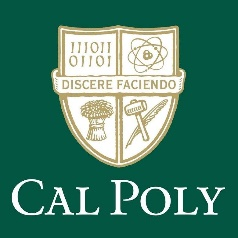 111011
01101
DISCERE FACIENDO
CAL POLY